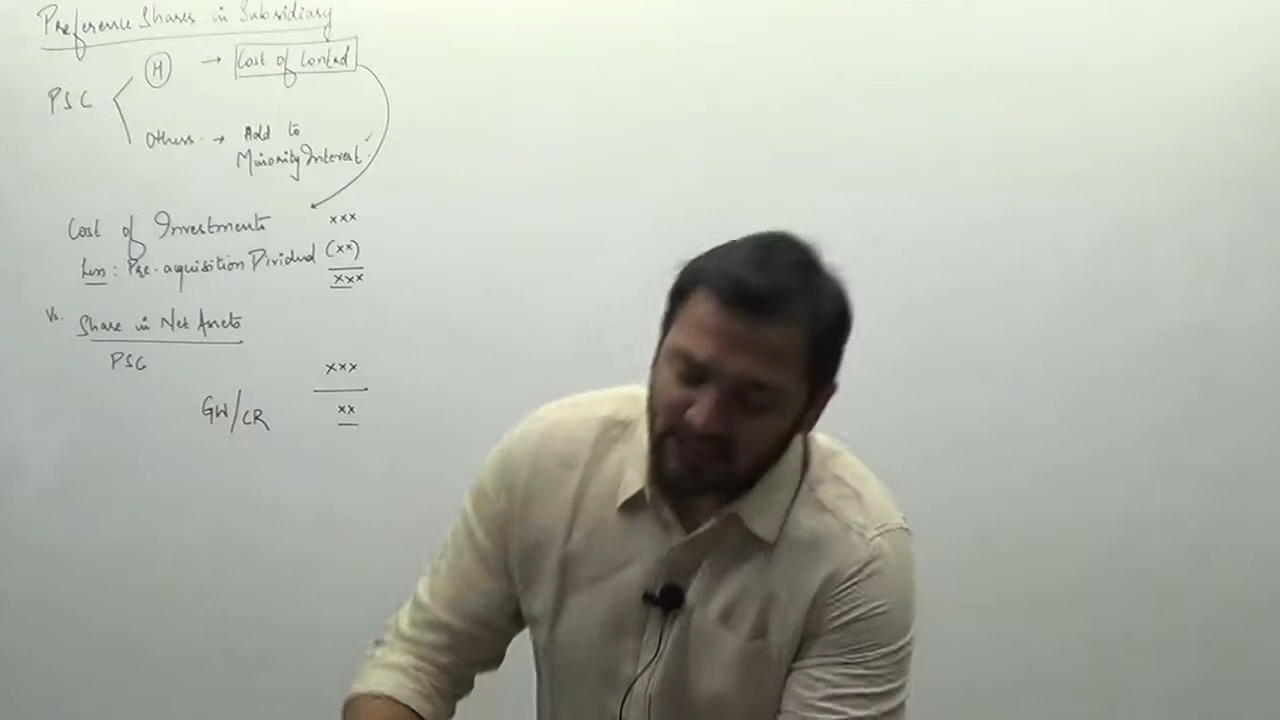 Preference Shares in Subsidiary
PSC
H → Cost of Control
Others → Add to
Minority Interest
Cost of Investments xxx
Less : Pre-acquisition Dividend (xx)
xxx
Vs. Share in Net Assets
PSC
xxx
GW/CR xx